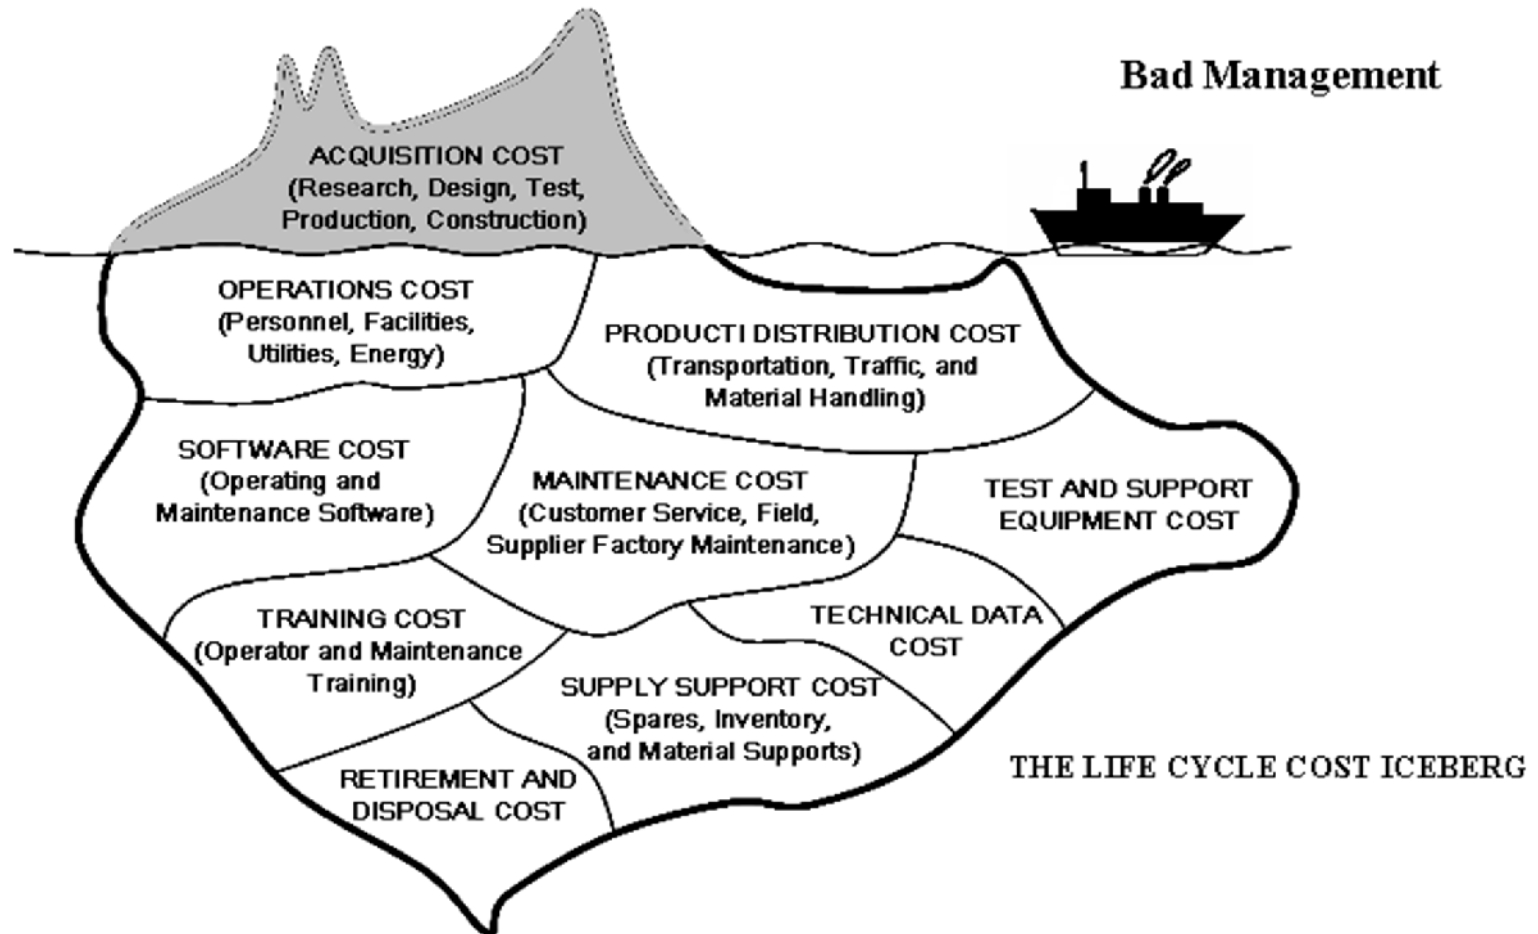 Bad Management
ACQUISITION COST
(Research, Design, Test,
Production, Construction)
OPERATIONS COST
(Personnel, Facilities,
Utilities, Energy)
PRODUCTI DISTRIBUTION COST
(Transportation, Traffic, and
Material Handling)
SOFTWARE COST
(Operating and
Maintenance Software)
MAINTENANCE COST
(Customer Service, Field,
Supplier Factory Maintenance)
TEST AND SUPPORT
EQUIPMENT COST
TRAINING COST
(Operator and Maintenance
Training)
TECHNICAL DATA
COST
SUPPLY SUPPORT COST
(Spares, Inventory,
and Material Supports)
RETIREMENT AND
DISPOSAL COST
THE LIFE CYCLE COST ICEBERG